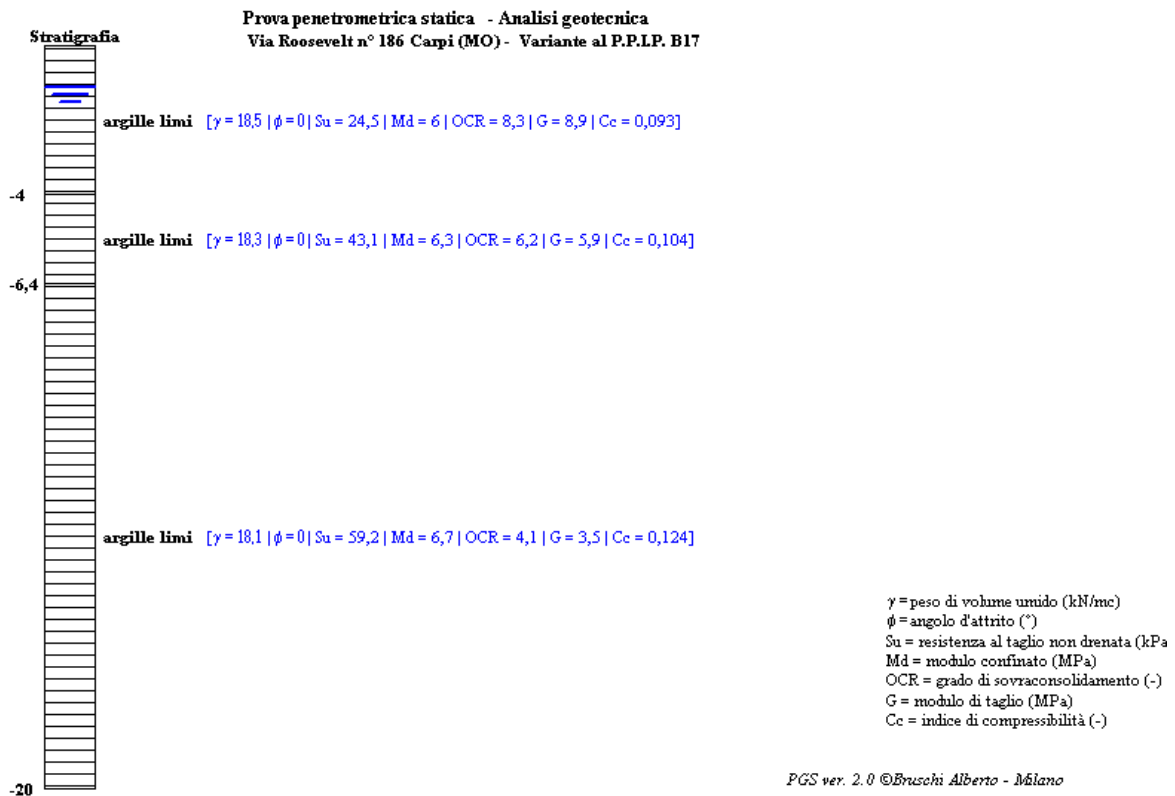 Prova penetrometrica statica - Analisi geotecnica
Stratigrafia
Via Roosevelt n° 186 Carpi (MO) - Variante al P.P.I.P. B17
argille limi [γ = 18,5 | ϕ = 0 | Su = 24,5 | Md = 6 | OCR = 8,3 | G = 8,9 | Cc = 0,093]
-4
argille limi [γ = 18,3 | ϕ = 0 | Su = 43,1 | Md = 6,3 | OCR = 6,2 | G = 5,9 | Cc = 0,104]
-6,4
argille limi [γ = 18,1 | ϕ = 0 | Su = 59,2 | Md = 6,7 | OCR = 4,1 | G = 3,5 | Cc = 0,124]
γ = peso di volume umido (kN/mc)
ϕ = angolo d'attrito (°)
Su = resistenza al taglio non drenata (kPa
Md = modulo confinato (MPa)
OCR = grado di sovraconsolidamento (-)
G = modulo di taglio (MPa)
Cc = indice di compressibilità (-)
-20
PGS ver. 2.0 ©Bruschi Alberto - Milano